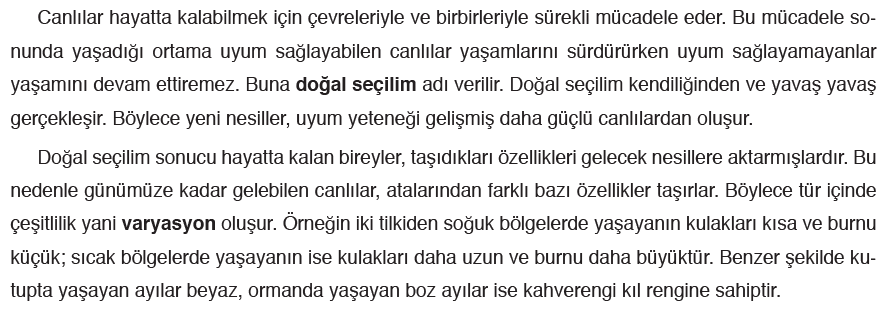 Canlılar hayatta kalabilmek için çevreleriyle ve birbirleriyle sürekli mücadele eder. Bu mücadele so-
nunda yaşadığı ortama uyum sağlayabilen canlılar yaşamlarını sürdürürken uyum sağlayamayanlar
yaşamını devam ettiremez. Buna doğal seçilim adı verilir. Doğal seçilim kendiliğinden ve yavaş yavaş
gerçekleşir. Böylece yeni nesiller, uyum yeteneği gelişmiş daha güçlü canlılardan oluşur.
Doğal seçilim sonucu hayatta kalan bireyler, taşıdıkları özellikleri gelecek nesillere aktarmışlardır. Bu
nedenle günümüze kadar gelebilen canlılar, atalarından farklı bazı özellikler taşırlar. Böylece tür içinde
çeşitlilik yani varyasyon oluşur. Örneğin iki tilkiden soğuk bölgelerde yaşayanın kulakları kısa ve burnu
küçük; sıcak bölgelerde yaşayanın ise kulakları daha uzun ve burnu daha büyüktür. Benzer şekilde ku-
tupta yaşayan ayılar beyaz, ormanda yaşayan boz ayılar ise kahverengi kıl rengine sahiptir.